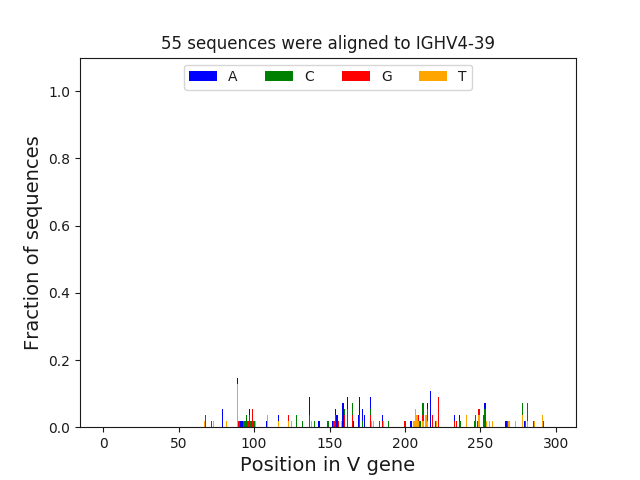 55 sequences were aligned to IGHV4-39
A C G T
1.0
0.8
0.6
0.4
0.2
0.0
Fraction of sequences
0 50 100 150 200 250 300
Position in V gene